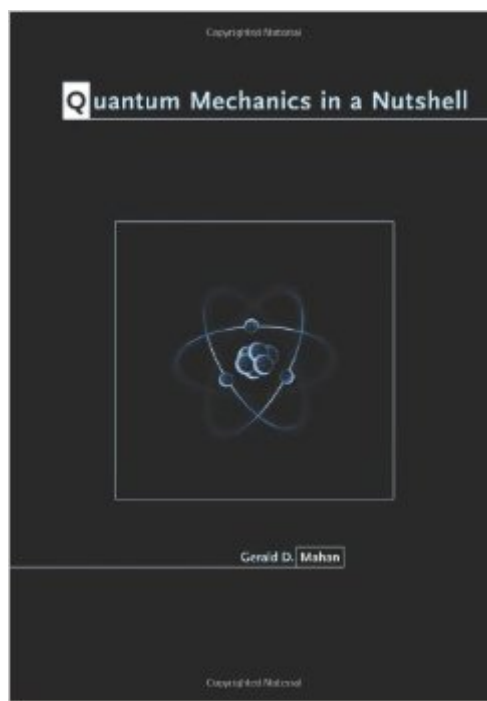 Copyrighted Material
Quantum Mechanics in a Nutshell
Gerald D. Mahan
Copyrighted Material